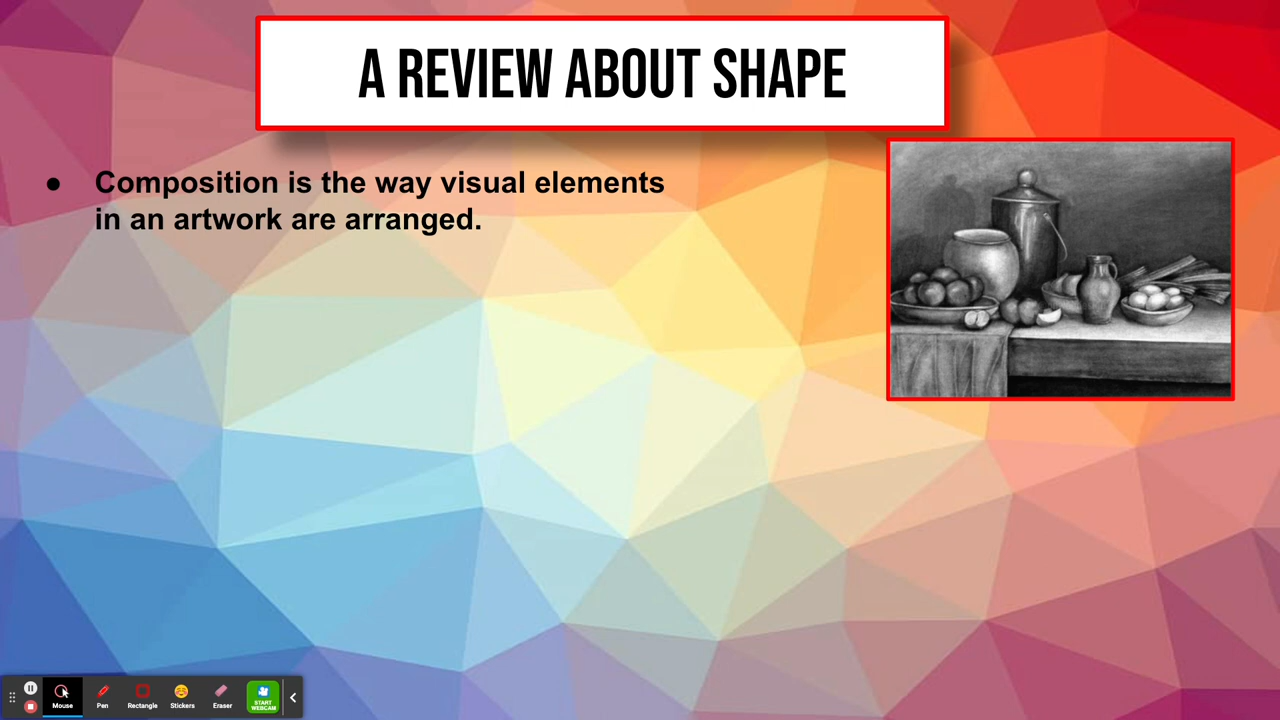 A REVIEW ABOUT SHAPE
● Composition is the way visual elements
in an artwork are arranged.
Mouse
Pen
Rectangle
Stickers
Eraser
START
WEBCAM